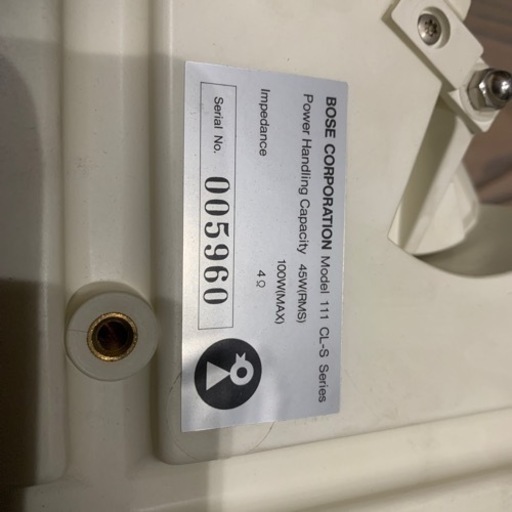 BOSE CORPORATION Model 111 CL-S Series
Power Handling Capacity 45W(RMS)
100W(MAX)
Impedance 4Ω
Serial No. 005960